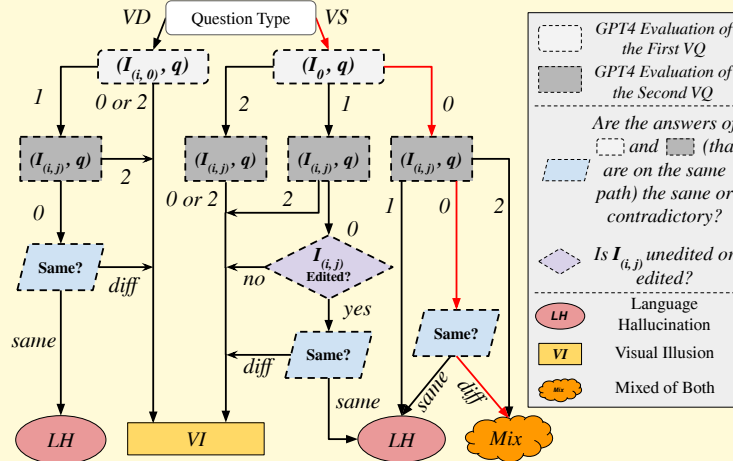 VD Question Type VS
(I(i,0), q) (I0, q)
1 0 or 2 2 1 0
(I(i,j), q) (I(i,j), q) (I(i,j), q) (I(i,j), q)
2
0 0 or 2 2 0 1 0 2
Same? diff no I(i, j)
Edited?
yes
same Same? diff Same?
same same diff
LH VI LH Mix
GPT4 Evaluation of
the First VQ
GPT4 Evaluation of
the Second VQ
Are the answers of
and (that
are on the same
path) the same or
contradictory?
Is I(i,j) unedited or
edited?
LH Language
Hallucination
VI Visual Illusion
Mix Mixed of Both